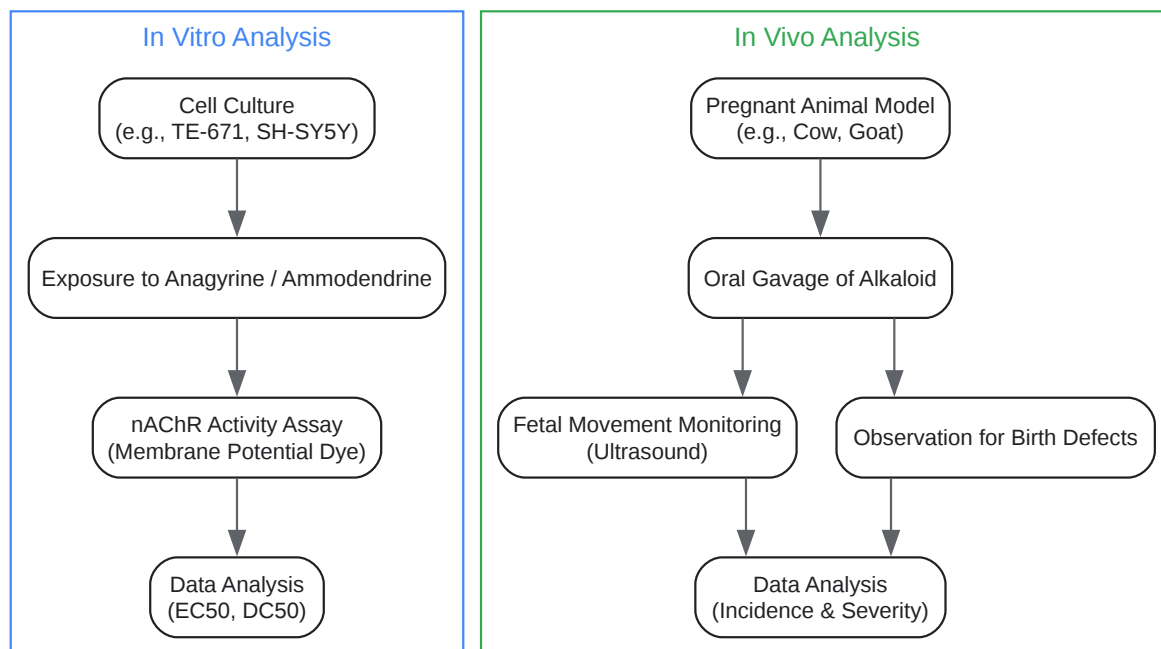 In Vitro Analysis
Cell Culture
(e.g., TE-671, SH-SY5Y)
Exposure to Anagyrine / Ammodendrine
nAChR Activity Assay
(Membrane Potential Dye)
Data Analysis
(EC50, DC50)
In Vivo Analysis
Pregnant Animal Model
(e.g., Cow, Goat)
Oral Gavage of Alkaloid
Fetal Movement Monitoring
(Ultrasound)
Observation for Birth Defects
Data Analysis
(Incidence & Severity)